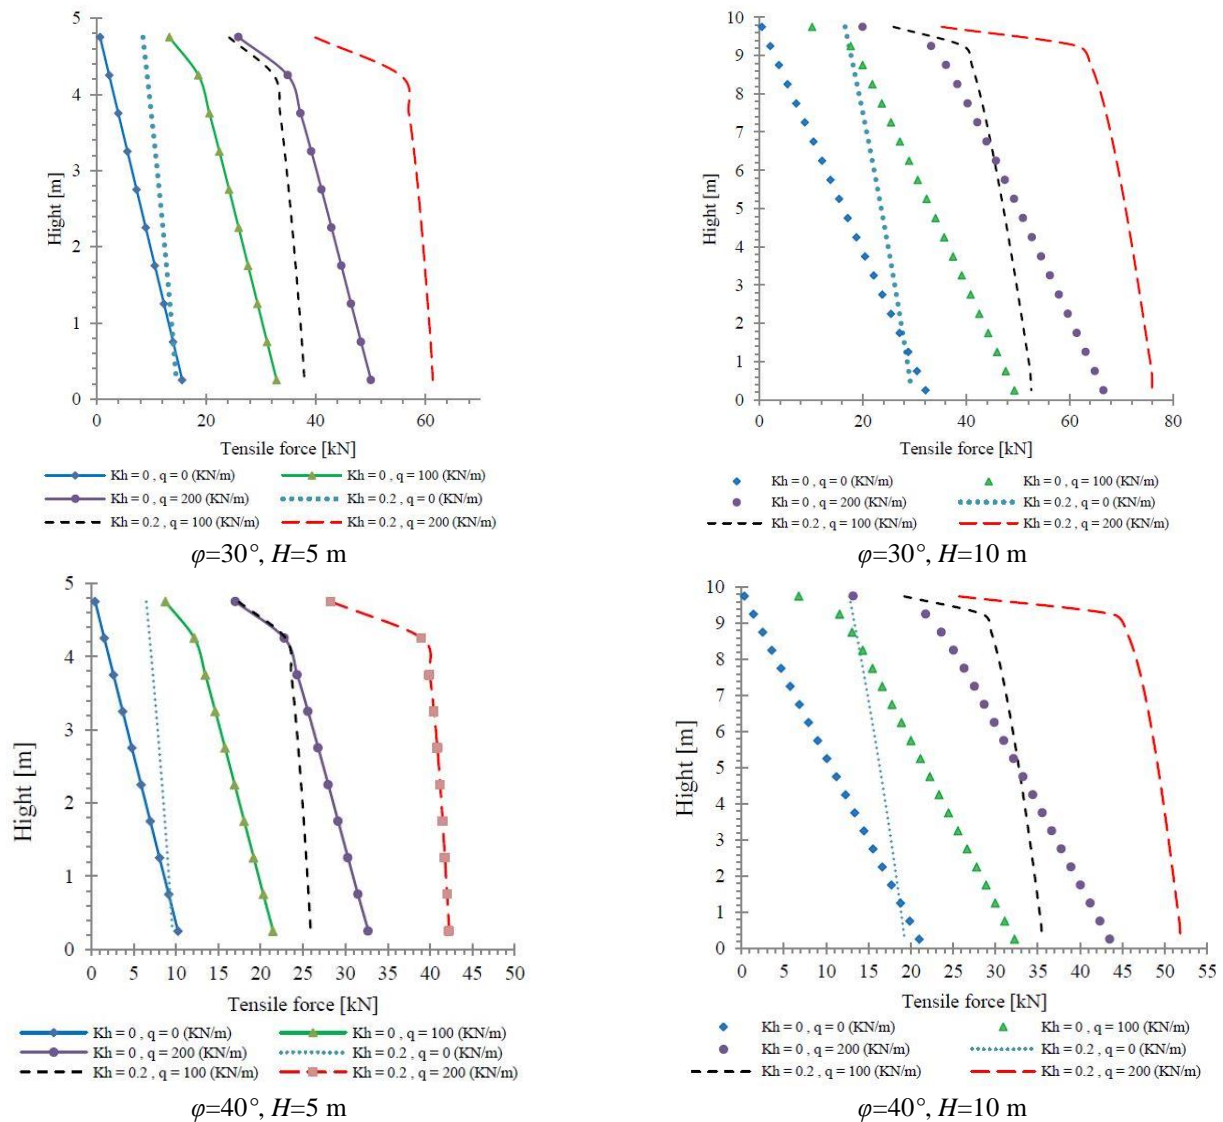 5
4
3
2
1
0
Hight [m]
0 20 40 60
Tensile force [kN]
Kh = 0 , q = 0 (KN/m) Kh = 0 , q = 100 (KN/m)
Kh = 0 , q = 200 (KN/m) Kh = 0.2 , q = 0 (KN/m)
Kh = 0.2 , q = 100 (KN/m) Kh = 0.2 , q = 200 (KN/m)
φ=30°, H=5 m
10
9
8
7
6
5
4
3
2
1
0
Hight [m]
0 20 40 60 80
Tensile force [kN]
Kh = 0 , q = 0 (KN/m) Kh = 0 , q = 100 (KN/m)
Kh = 0 , q = 200 (KN/m) Kh = 0.2 , q = 0 (KN/m)
Kh = 0.2 , q = 100 (KN/m) Kh = 0.2 , q = 200 (KN/m)
φ=30°, H=10 m
5
4
3
2
1
0
Hight [m]
0 5 10 15 20 25 30 35 40 45 50
Tensile force [kN]
Kh = 0 , q = 0 (KN/m) Kh = 0 , q = 100 (KN/m)
Kh = 0 , q = 200 (KN/m) Kh = 0.2 , q = 0 (KN/m)
Kh = 0.2 , q = 100 (KN/m) Kh = 0.2 , q = 200 (KN/m)
φ=40°, H=5 m
10
9
8
7
6
5
4
3
2
1
0
Hight [m]
0 5 10 15 20 25 30 35 40 45 50 55
Tensile force [kN]
Kh = 0 , q = 0 (KN/m) Kh = 0 , q = 100 (KN/m)
Kh = 0 , q = 200 (KN/m) Kh = 0.2 , q = 0 (KN/m)
Kh = 0.2 , q = 100 (KN/m) Kh = 0.2 , q = 200 (KN/m)
φ=40°, H=10 m